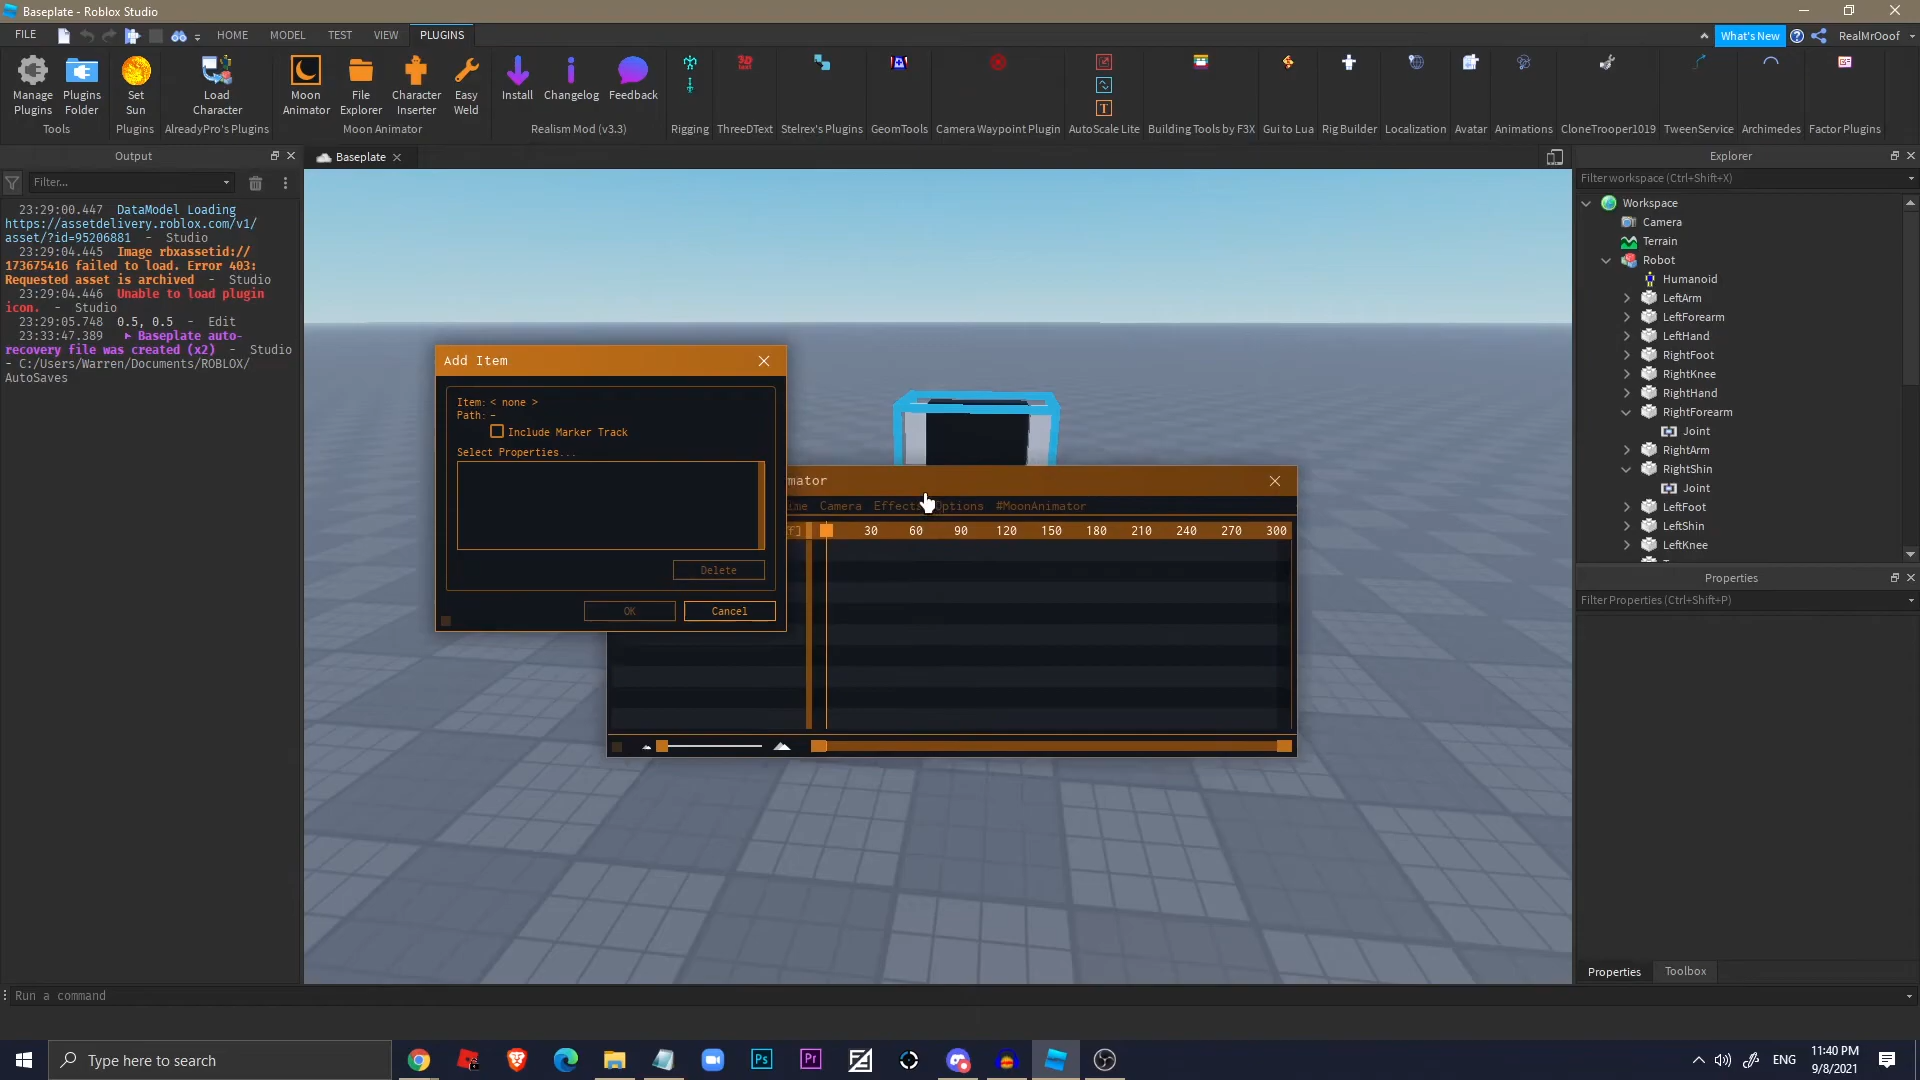 Baseplate - Roblox Studio
FILE HOME MODEL TEST VIEW PLUGINS What's New RealMrOoof
Manage Plugins
Plugins Folder
Tools
Set Sun
Plugins
Load Character
AlreadyPro's Plugins
Moon Animator
File Explorer
Character Inserter
Easy Weld
Moon Animator
Install
Changelog
Feedback
Realism Mod (v3.3)
Rigging
3D Text
ThreeDText
Stelrex's Plugins
GeomTools
Camera Waypoint Plugin
T
AutoScale Lite
Building Tools by F3X
Gui to Lua
Rig Builder
Localization
Avatar
Animations
CloneTrooper1019
TweenService
Archimedes
Factor Plugins
Output
Filter...
23:29:00.447 DataModel Loading
https://assetdelivery.roblox.com/v1/
asset/?id=95206881 - Studio
23:29:04.445 Image rbxassetid://
173675416 failed to load. Error 403:
Requested asset is archived - Studio
23:29:04.446 Unable to load plugin
icon. - Studio
23:29:05.748 0.5, 0.5 - Edit
23:33:47.389 Baseplate auto-
recovery file was created (x2) - Studio
- C:/Users/Warren/Documents/ROBLOX/
AutoSaves
Baseplate
Add Item
Item: < none >
Path: -
Include Marker Track
Select Properties...
Delete
OK Cancel
mator
ime Camera Effects Options #MoonAnimator
f] 30 60 90 120 150 180 210 240 270 300
Explorer
Filter workspace (Ctrl+Shift+X)
Workspace
Camera
Terrain
Robot
Humanoid
LeftArm
LeftForearm
LeftHand
RightFoot
RightKnee
RightHand
RightForearm
Joint
RightArm
RightShin
Joint
LeftFoot
LeftShin
LeftKnee
Properties
Filter Properties (Ctrl+Shift+P)
Properties Toolbox
Run a command
Type here to search
Ps
Pr
ENG
11:40 PM
9/8/2021